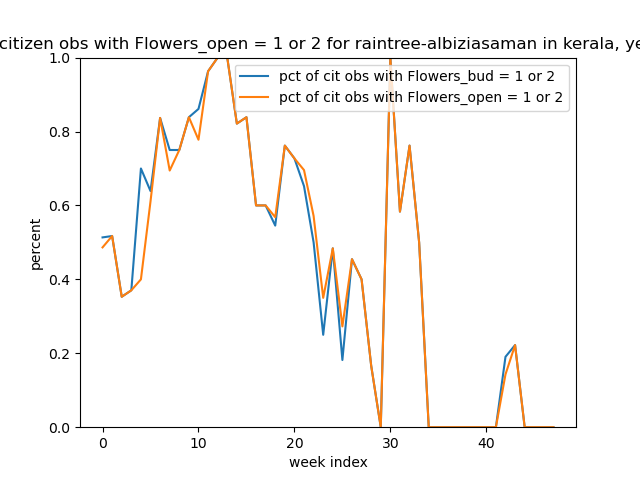 citizen obs with Flowers_open = 1 or 2 for raintree-albiziasaman in kerala,
pct of cit obs with Flowers_bud = 1 or 2
pct of cit obs with Flowers_open = 1 or 2
1.0
0.8
0.6
0.4
0.2
0.0
percent
0 10 20 30 40
week index